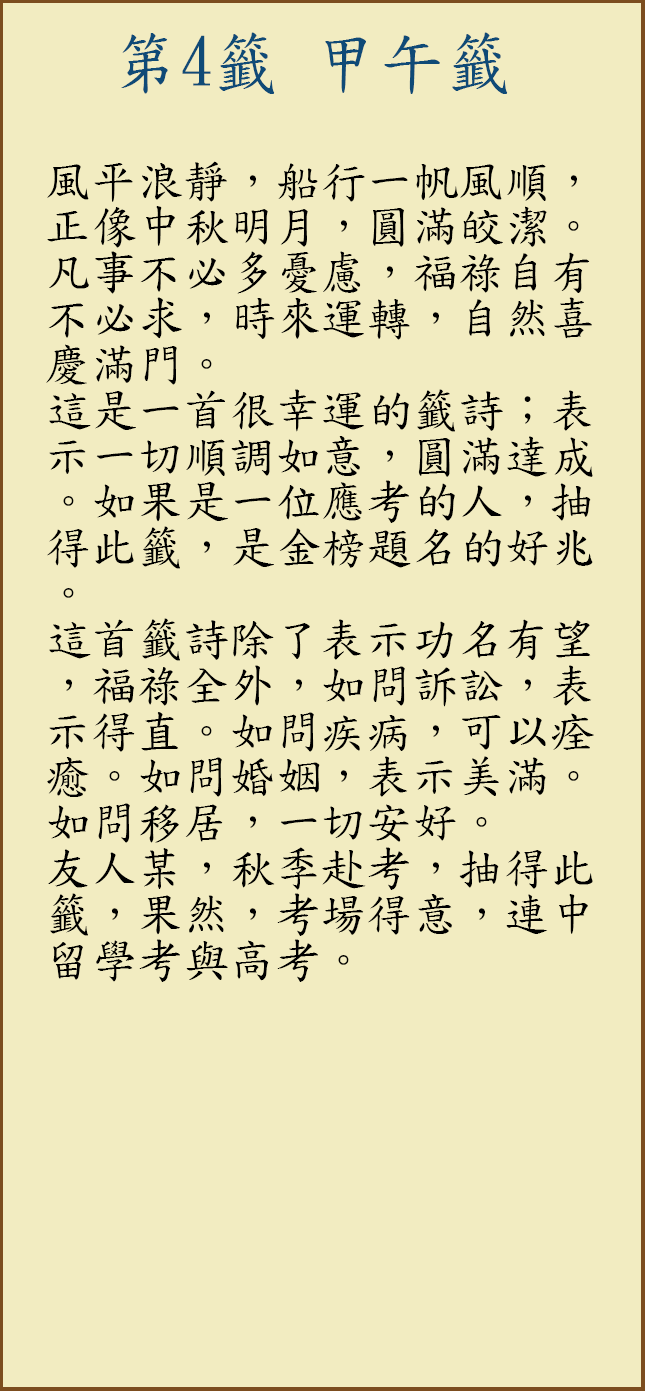 第4籤 甲午籤
風平浪靜，船行一帆風順，
正像中秋明月，圓滿皎潔。
凡事不必多憂慮，福祿自有
不必求，時來運轉，自然喜
慶滿門。
這是一首很幸運的籤詩；表
示一切順調如意，圓滿達成
。如果是一位應考的人，抽
得此籤，是金榜題名的好兆
。
這首籤詩除了表示功名有望
，福祿全外，如問訴訟，表
示得直。如問疾病，可以痊
癒。如問婚姻，表示美滿。
如問移居，一切安好。
友人某，秋季赴考，抽得此
籤，果然，考場得意，連中
留學考與高考。